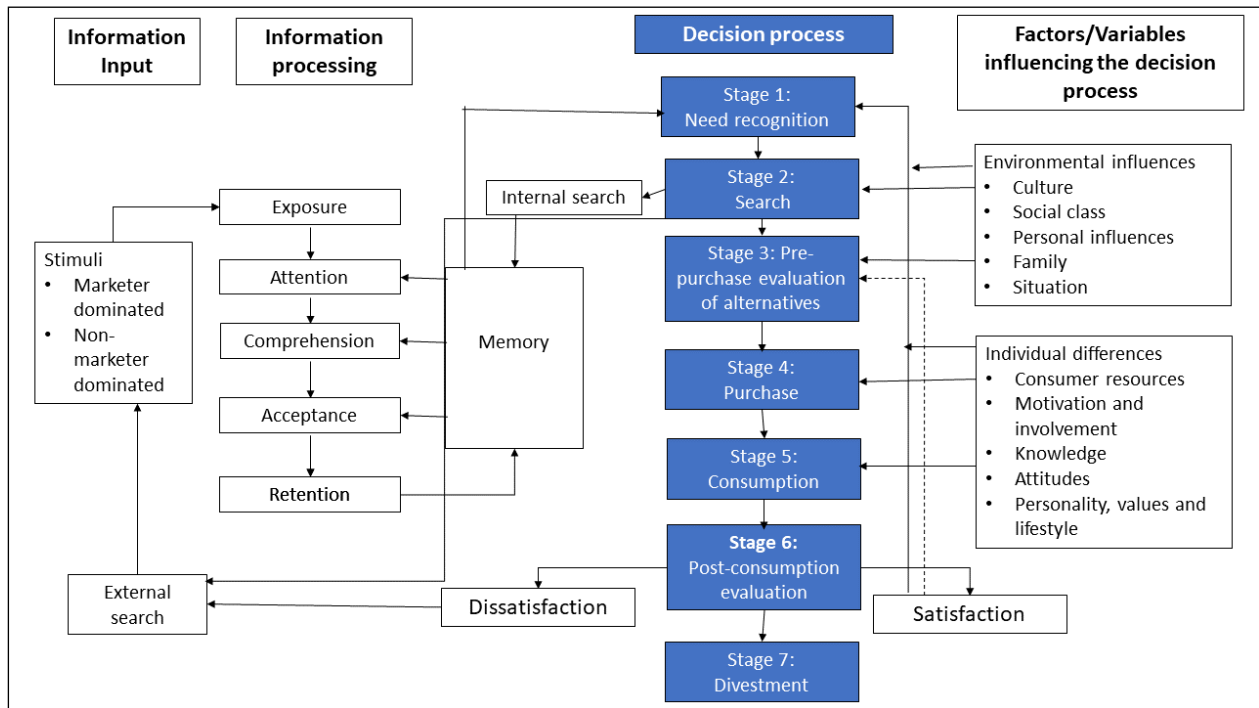 Information
Input
Information
processing
Decision process
Factors/Variables
influencing the decision
process
Stage 1:
Need recognition
Stage 2:
Search
Internal search
Environmental influences
• Culture
• Social class
• Personal influences
• Family
• Situation
Exposure
Stimuli
• Marketer
dominated
• Non-
marketer
dominated
Attention
Stage 3: Pre-
purchase evaluation
of alternatives
Comprehension
Memory
Individual differences
• Consumer resources
• Motivation and
involvement
• Knowledge
• Attitudes
• Personality, values and
lifestyle
Stage 4:
Purchase
Acceptance
Stage 5:
Consumption
Retention
Stage 6:
Post-consumption
evaluation
External
search
Dissatisfaction
Satisfaction
Stage 7:
Divestment